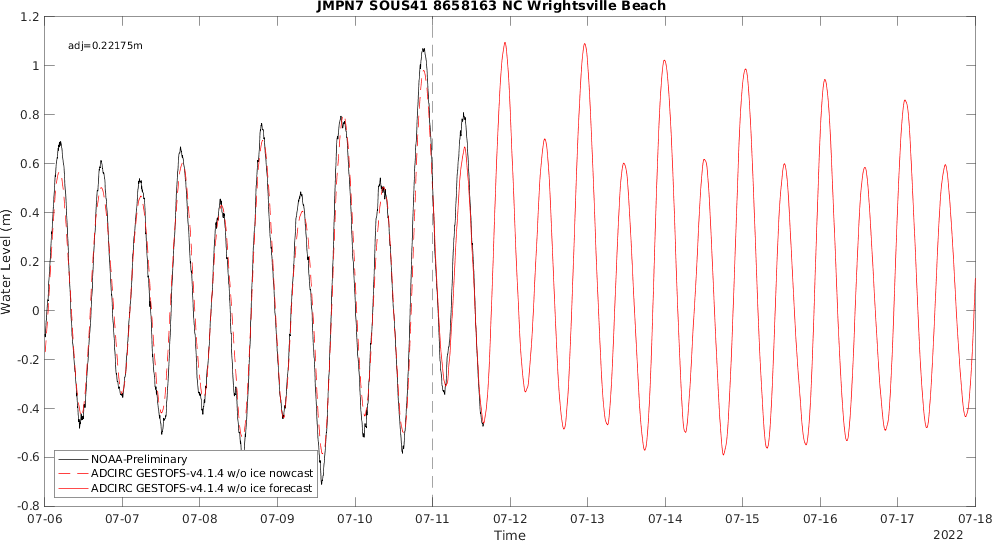 JMPN7 SOUS41 8658163 NC Wrightsville Beach
adj=0.22175m
Water Level (m)
1.2
1
0.8
0.6
0.4
0.2
0
-0.2
-0.4
-0.6
-0.8
NOAA-Preliminary
ADCIRC GESTOFS-v4.1.4 w/o ice nowcast
ADCIRC GESTOFS-v4.1.4 w/o ice forecast
07-06 07-07 07-08 07-09 07-10 07-11 07-12 07-13 07-14 07-15 07-16 07-17 07-18
Time
2022